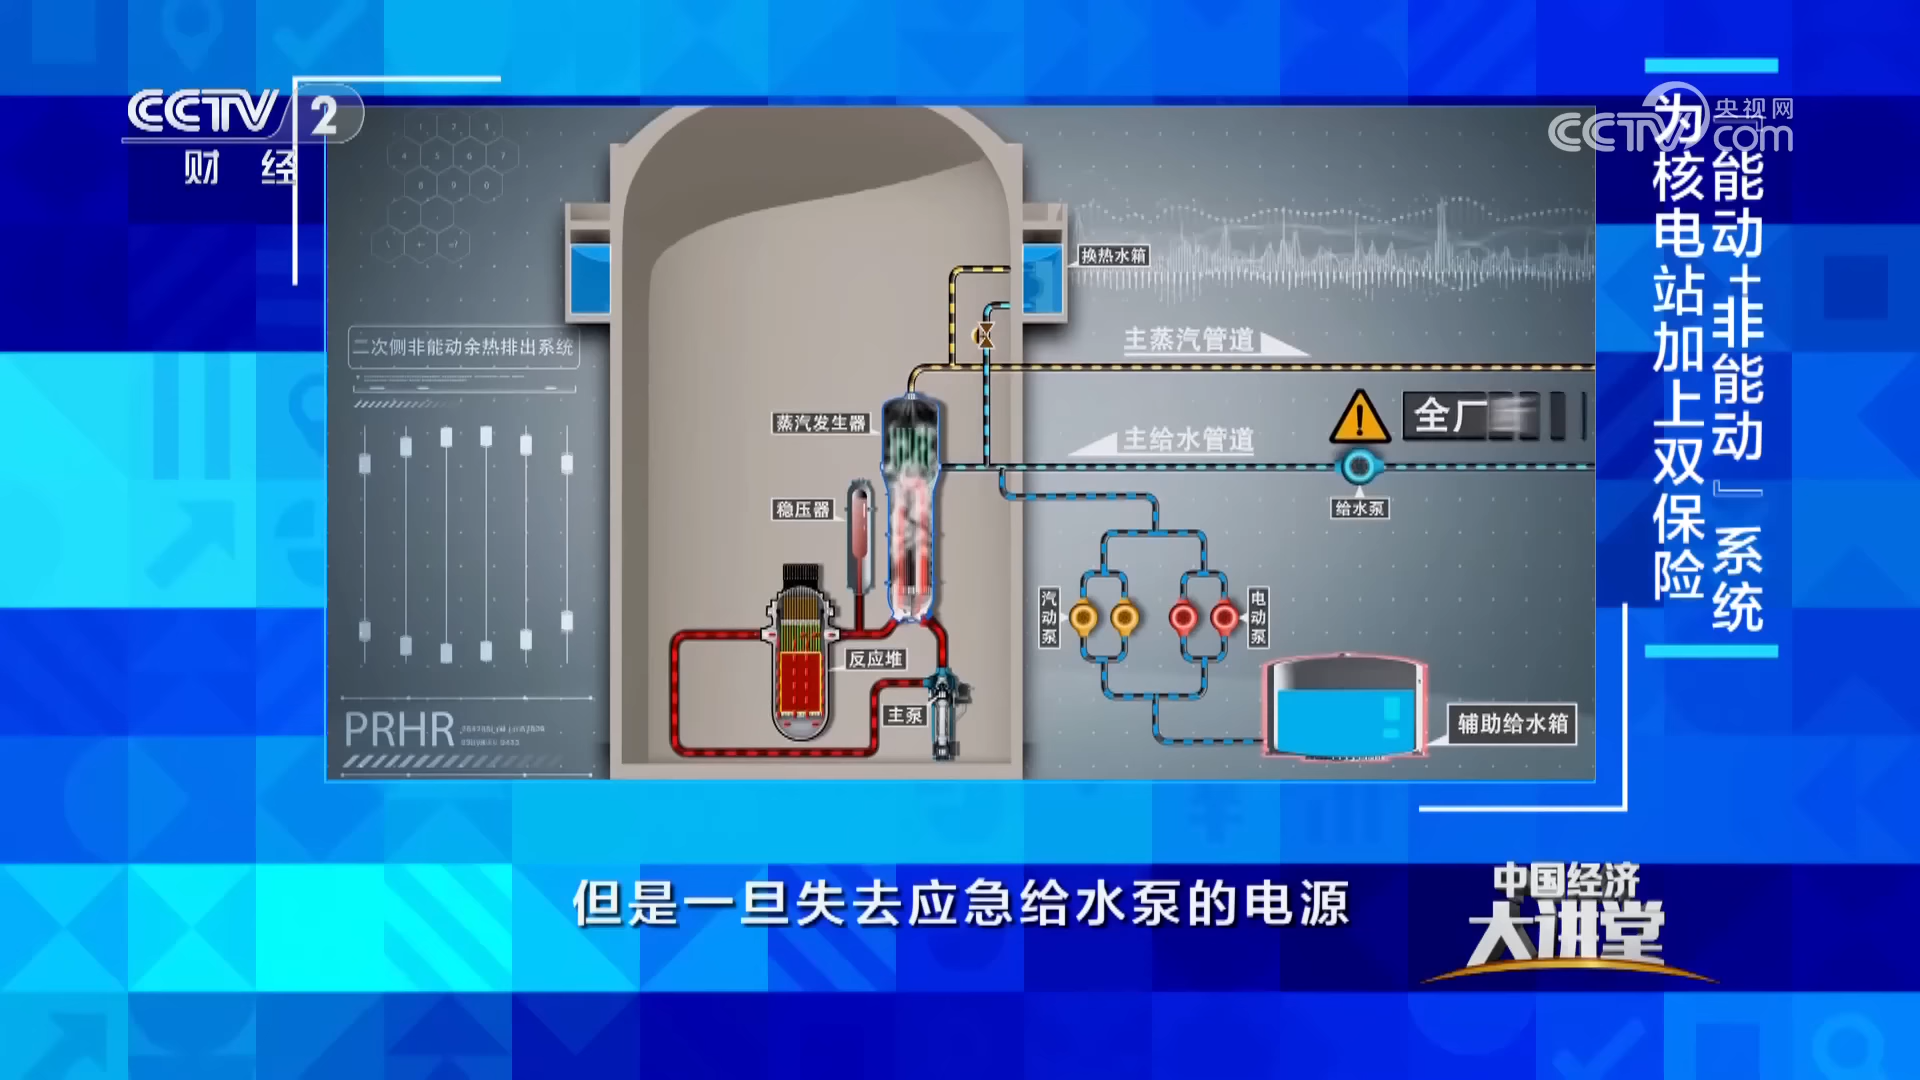 CCTV 2
财 经
CCTV 央视网
com
『能动+非能动』系统
为核电站加上双保险
二次侧非能动余热排出系统
PRHR
换热水箱
主蒸汽管道
全厂
主给水管道
给水泵
蒸汽发生器
稳压器
反应堆
主泵
汽动泵
电动泵
辅助给水箱
但是一旦失去应急给水泵的电源
中国经济
大讲堂